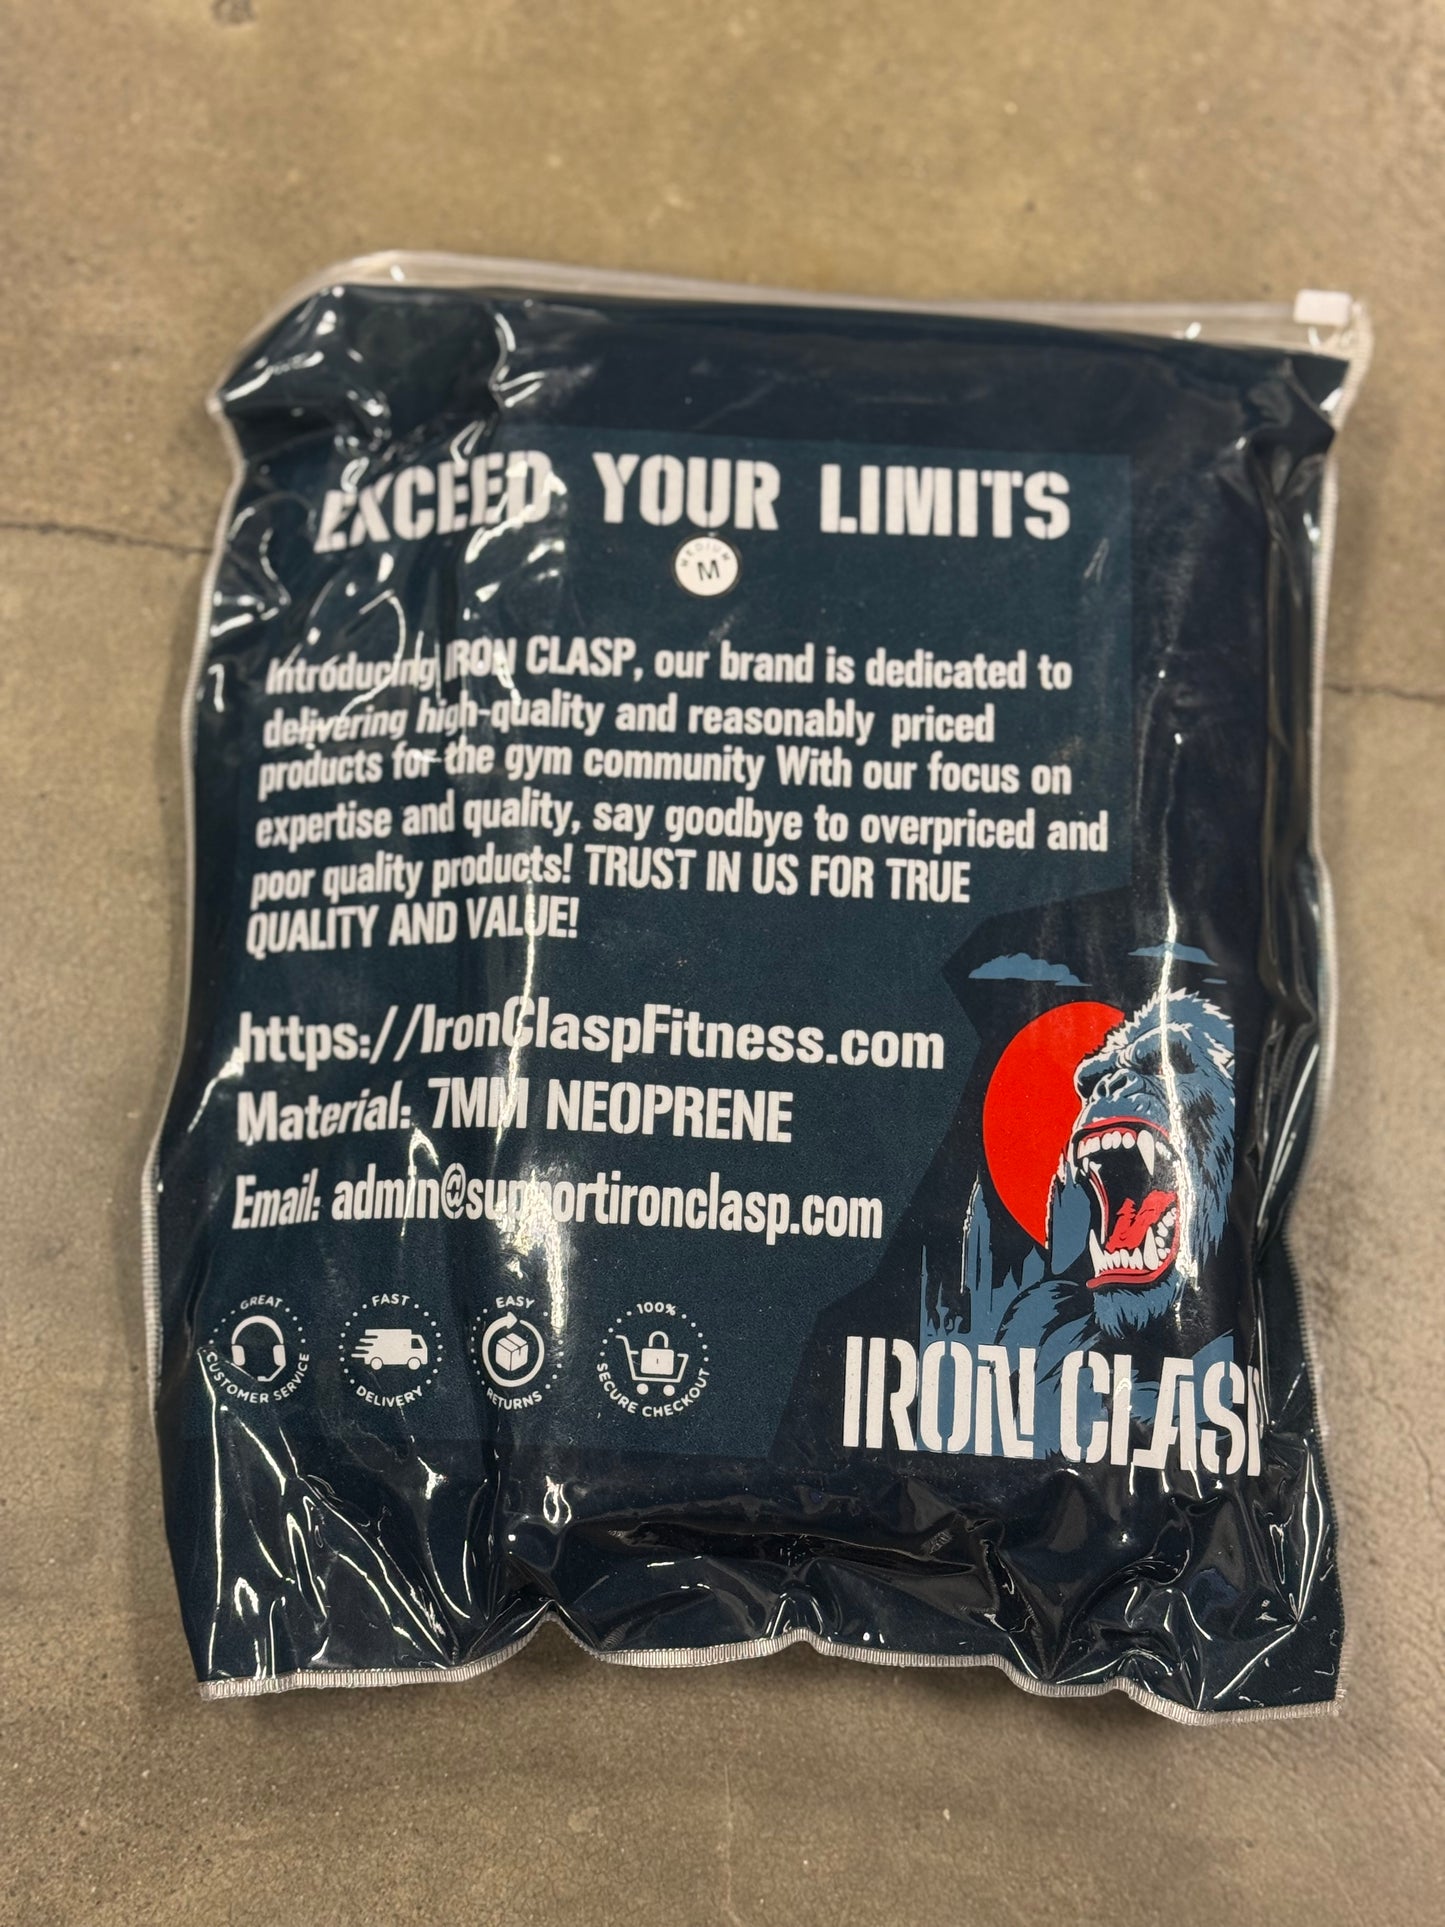 EXCEED YOUR LIMITS
MEDIUM
M
Introducing IRON CLASP, our brand is dedicated to
delivering high-quality and reasonably priced
products for the gym community With our focus on
expertise and quality, say goodbye to overpriced and
poor quality products! TRUST IN US FOR TRUE
QUALITY AND VALUE!
https://IronClaspFitness.com
Material: 7MM NEOPRENE
Email: admin@supportironclasp.com
GREAT
CUSTOMER SERVICE
FAST
DELIVERY
EASY
RETURNS
100%
SECURE CHECKOUT
IRON CLASP